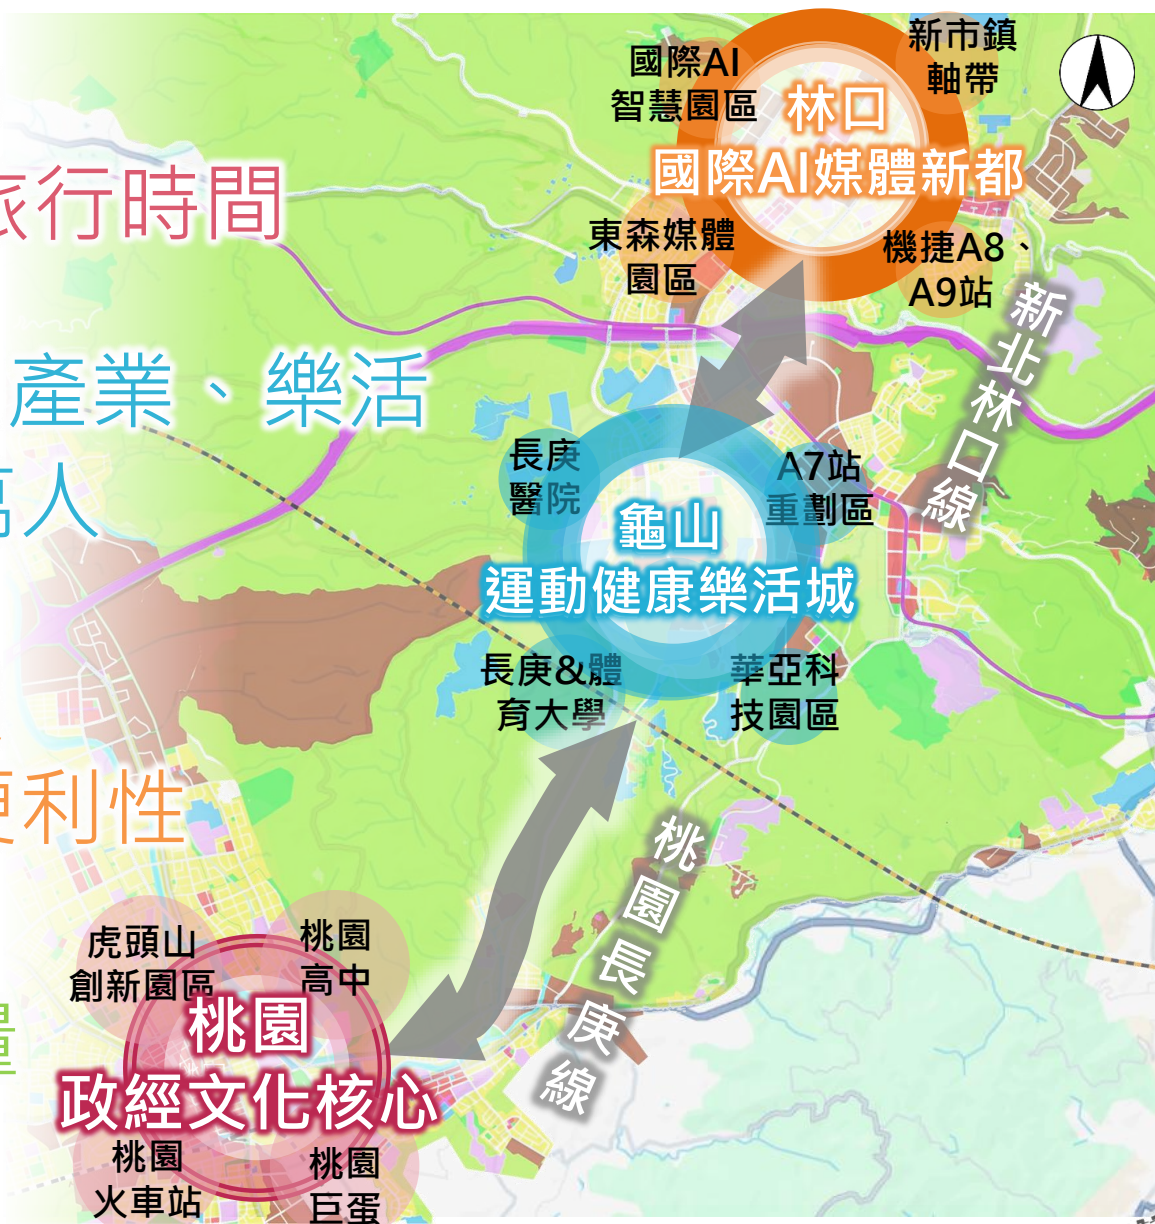 國際AI
智慧園區
新市鎮
軸帶
林口
國際AI媒體新都
東森媒體
園區
機捷A8、
A9站
旅行時間
新北林口線
產業、樂活
萬人
長庚
醫院
A7站
重劃區
龜山
運動健康樂活城
長庚&體
育大學
華亞科
技園區
便利性
桃園長庚線
虎頭山
創新園區
桃園
高中
桃園
政經文化核心
量
桃園
火車站
桃園
巨蛋